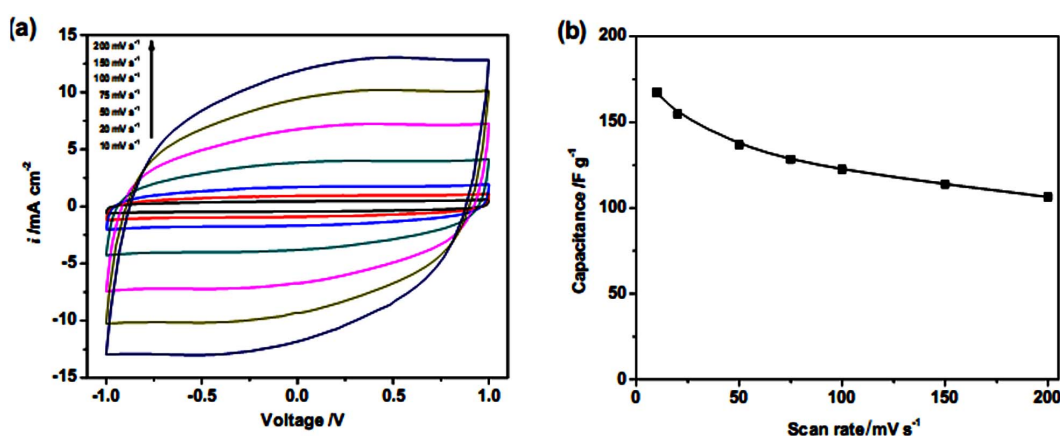 (a)
15
10
5
0
-5
-10
-15
i /mA cm-2
200 mV s-1
150 mV s-1
100 mV s-1
75 mV s-1
50 mV s-1
20 mV s-1
10 mV s-1
-1.0 -0.5 0.0 0.5 1.0
Voltage /V
(b)
200
150
100
50
0
Capacitance /F g-1
0 50 100 150 200
Scan rate/mV s-1